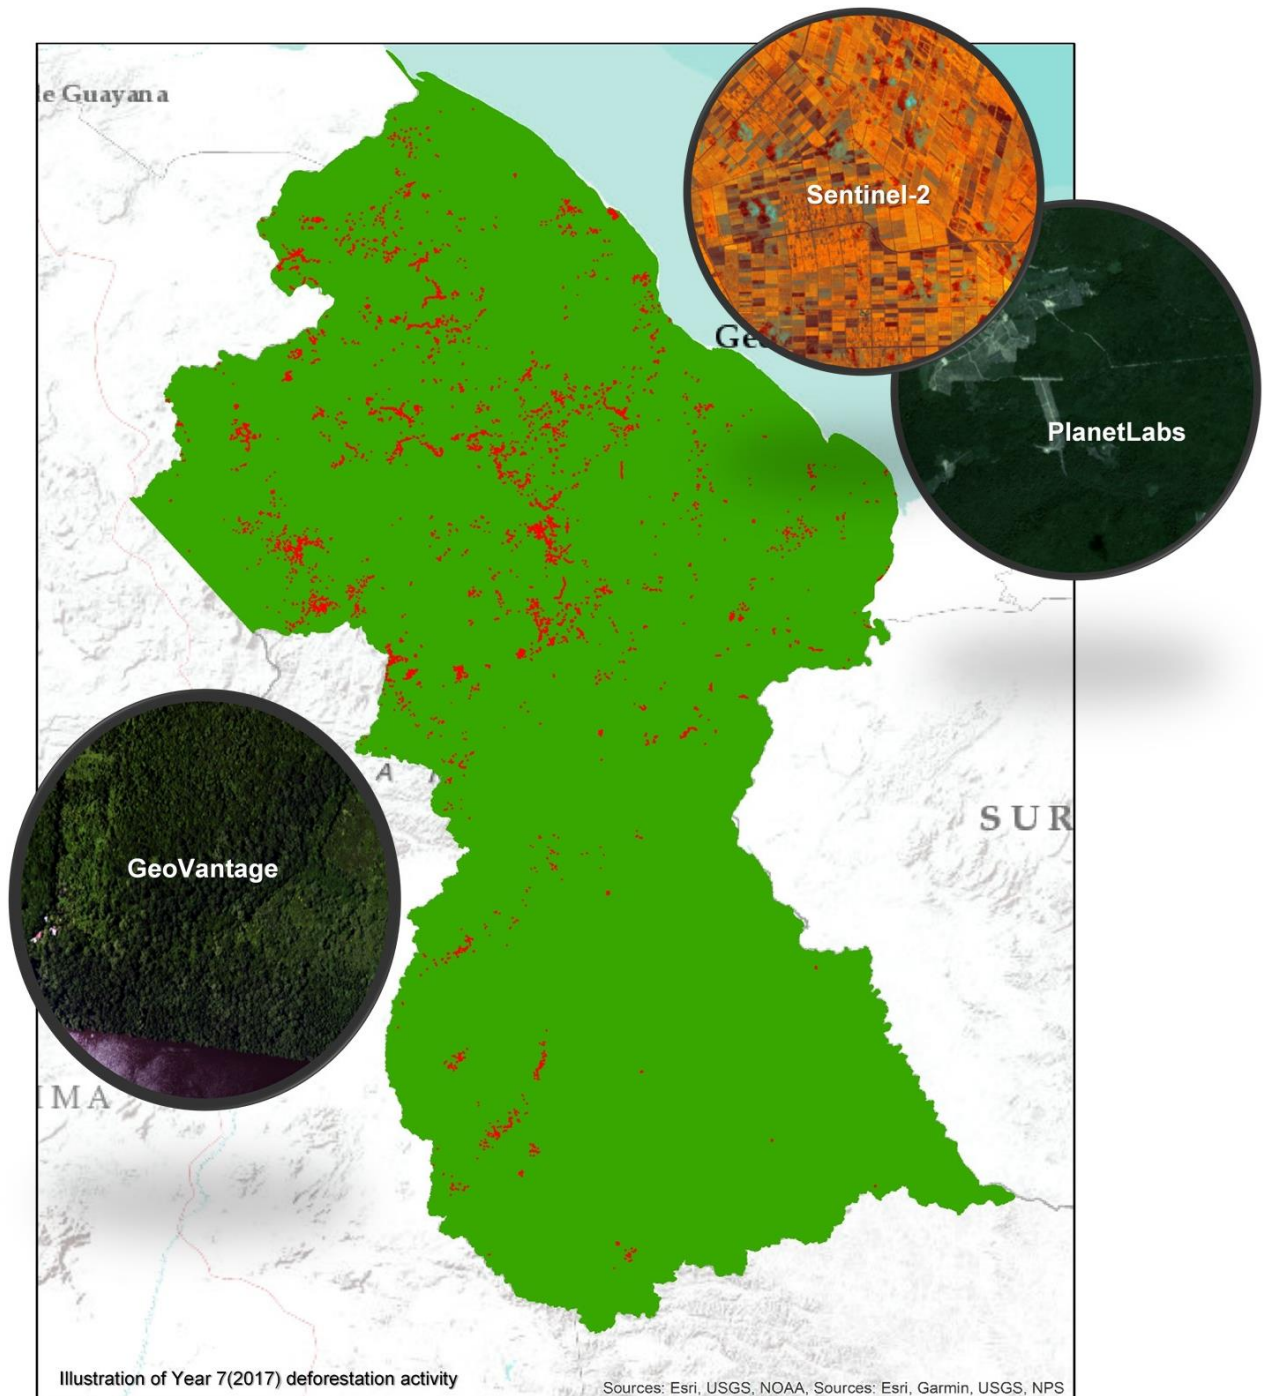 le Guayana
Sentinel-2
Ge
PlanetLabs
A
GeoVantage
SUR
IMA
Illustration of Year 7(2017) deforestation activity
Sources: Esri, USGS, NOAA, Sources: Esri, Garmin, USGS, NPS